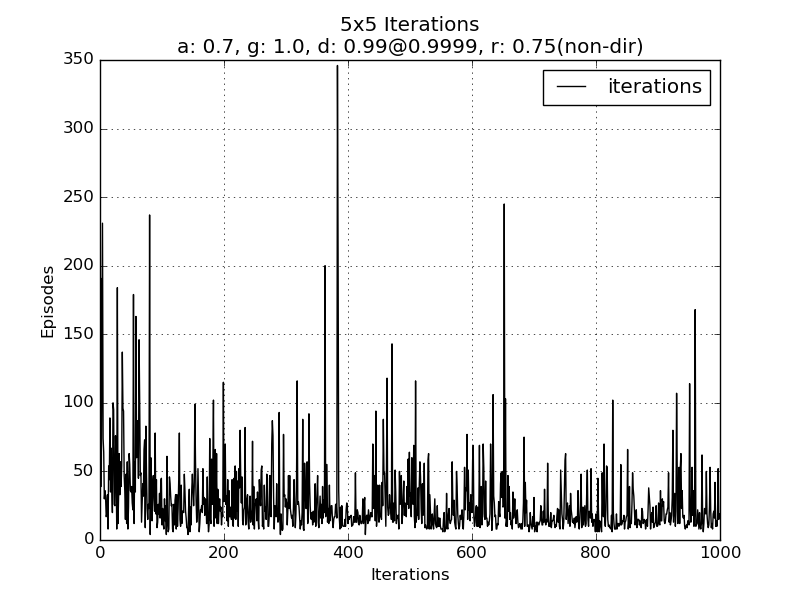 5x5 Iterations
a: 0.7, g: 1.0, d: 0.99@0.9999, r: 0.75(non-dir)
iterations
350
300
250
200
150
100
50
0
Episodes
0 200 400 600 800 1000
Iterations